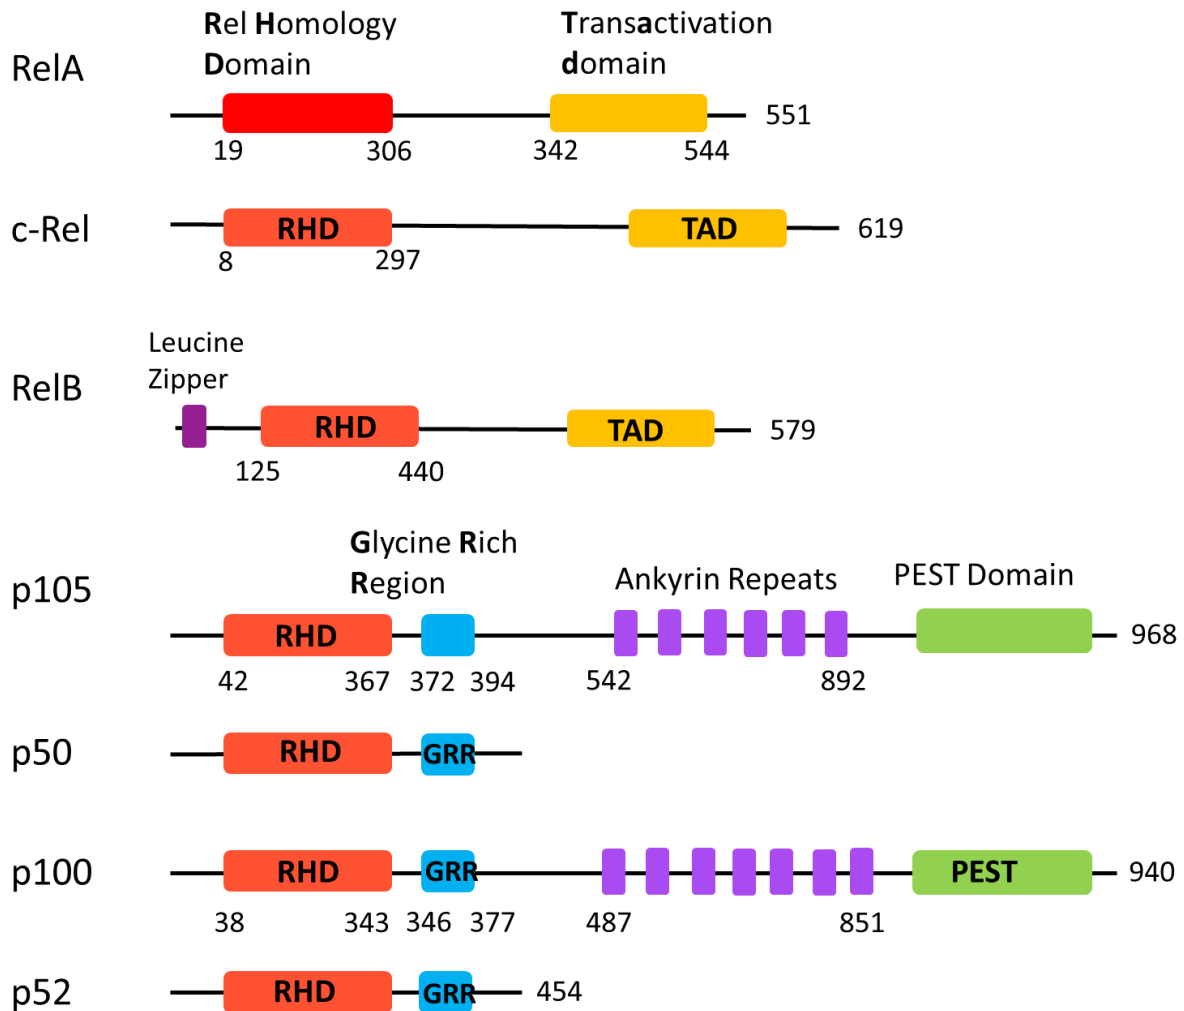 Rel Homology
Domain
Transactivation
domain
RelA
551
19
306
342
544
c-Rel
RHD
TAD
619
8
297
Leucine
Zipper
RelB
RHD
TAD
579
125
440
Glycine Rich
Region
Ankyrin Repeats
PEST Domain
p105
RHD
968
42
367
372
394
542
892
p50
RHD
GRR
p100
RHD
GRR
PEST
940
38
343
346
377
487
851
p52
RHD
GRR
454